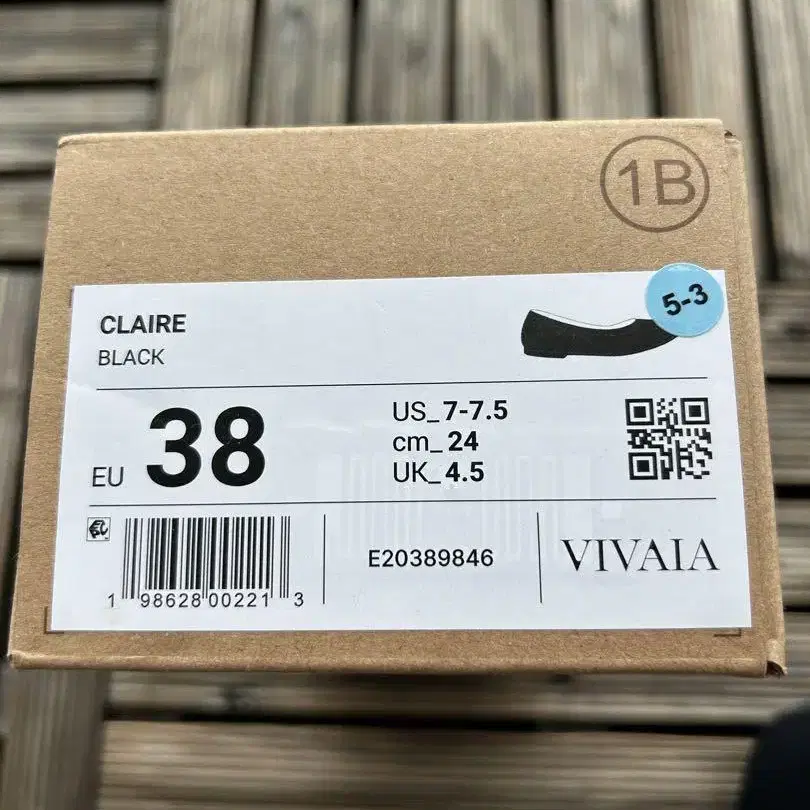 1B
5-3
CLAIRE
BLACK
EU 38
US_7-7.5
cm_24
UK_4.5
1 98628 00221 3
E20389846
VIVAIA